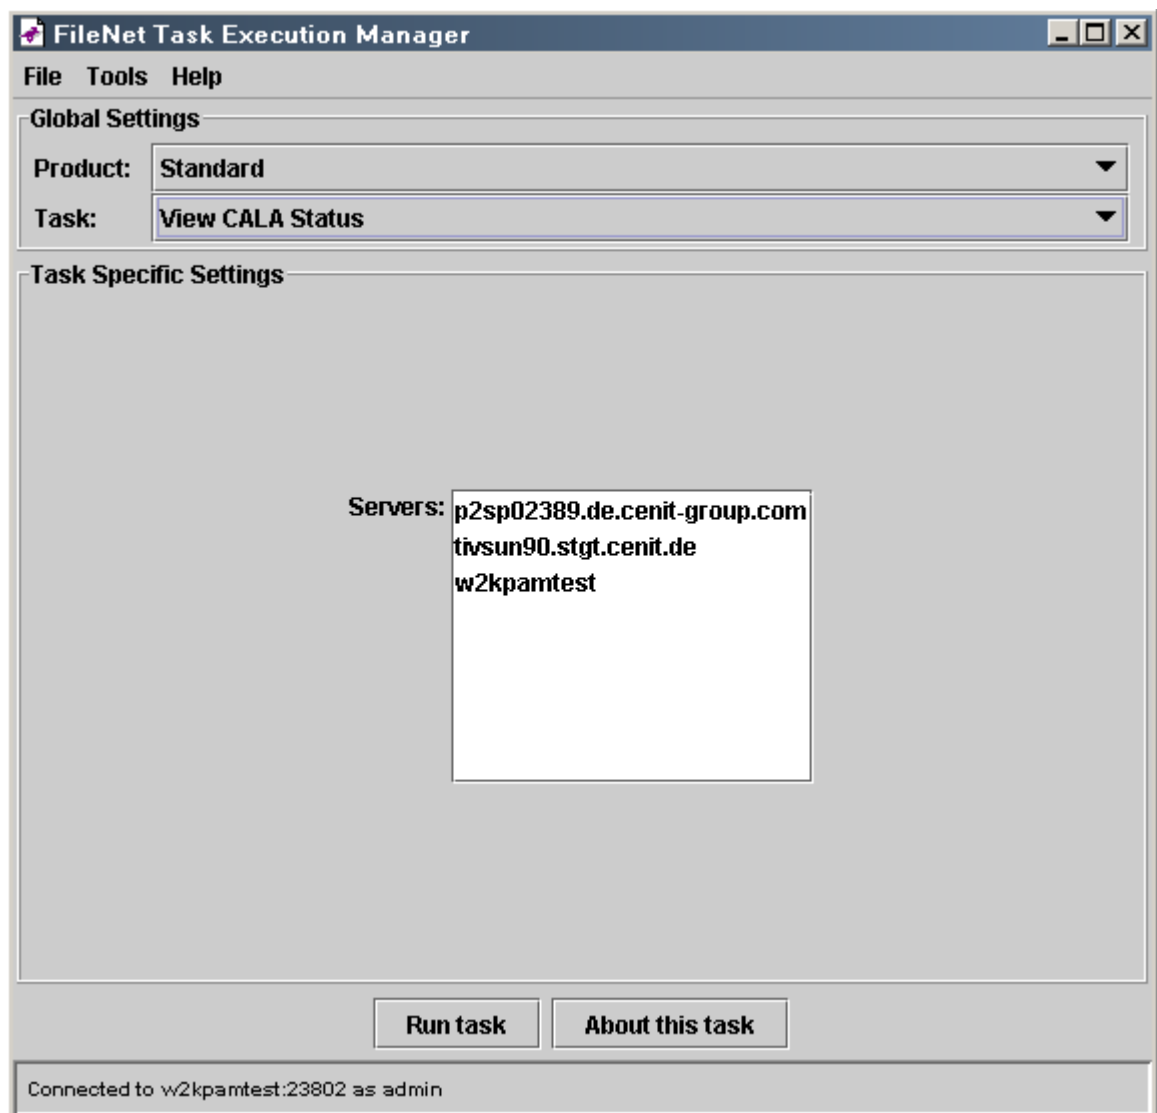 FileNet Task Execution Manager
File Tools Help
Global Settings
Product: Standard
Task: View CALA Status
Task Specific Settings
Servers: p2sp02389.de.cenit-group.com
tivsun90.stgt.cenit.de
w2kpamtest
Run task About this task
Connected to w2kpamtest:23802 as admin